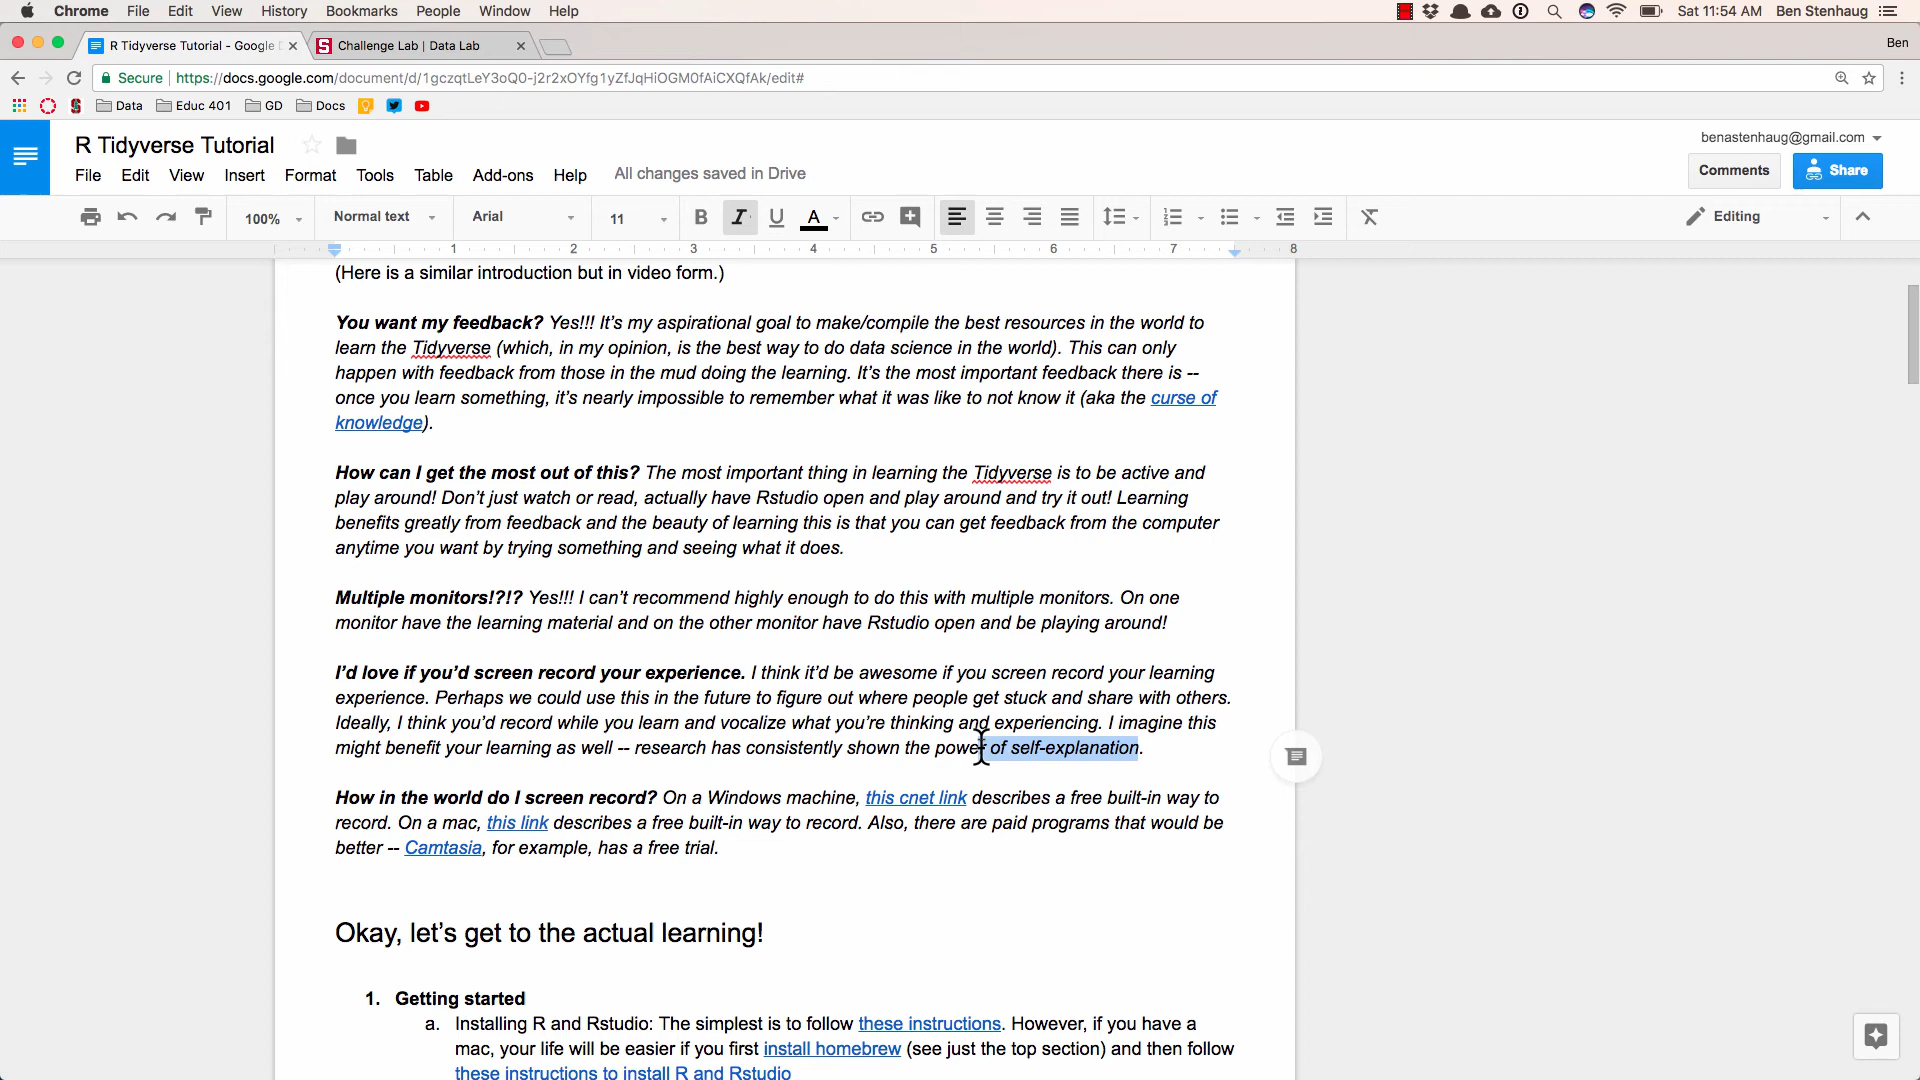 Chrome File Edit View History Bookmarks People Window Help Sat 11:54 AM Ben Stenhaug
R Tidyverse Tutorial - Google D Challenge Lab | Data Lab Ben
Secure https://docs.google.com/document/d/1gczqtLeY3oQ0-j2r2xOYfg1yZfJqHiOGM0fAiCXQfAk/edit#
Data Educ 401 GD Docs
R Tidyverse Tutorial benastenhaug@gmail.com
File Edit View Insert Format Tools Table Add-ons Help All changes saved in Drive Comments Share
100% Normal text Arial 11 B I U A Editing
1 2 3 4 5 6 7 8
(Here is a similar introduction but in video form.)
You want my feedback? Yes!!! It’s my aspirational goal to make/compile the best resources in the world to
learn the Tidyverse (which, in my opinion, is the best way to do data science in the world). This can only
happen with feedback from those in the mud doing the learning. It’s the most important feedback there is --
once you learn something, it’s nearly impossible to remember what it was like to not know it (aka the curse of
knowledge).
How can I get the most out of this? The most important thing in learning the Tidyverse is to be active and
play around! Don’t just watch or read, actually have Rstudio open and play around and try it out! Learning
benefits greatly from feedback and the beauty of learning this is that you can get feedback from the computer
anytime you want by trying something and seeing what it does.
Multiple monitors!?!? Yes!!! I can’t recommend highly enough to do this with multiple monitors. On one
monitor have the learning material and on the other monitor have Rstudio open and be playing around!
I’d love if you’d screen record your experience. I think it’d be awesome if you screen record your learning
experience. Perhaps we could use this in the future to figure out where people get stuck and share with others.
Ideally, I think you’d record while you learn and vocalize what you’re thinking and experiencing. I imagine this
might benefit your learning as well -- research has consistently shown the power of self-explanation.
How in the world do I screen record? On a Windows machine, this cnet link describes a free built-in way to
record. On a mac, this link describes a free built-in way to record. Also, there are paid programs that would be
better -- Camtasia, for example, has a free trial.
Okay, let’s get to the actual learning!
1. Getting started
a. Installing R and Rstudio: The simplest is to follow these instructions. However, if you have a
mac, your life will be easier if you first install homebrew (see just the top section) and then follow
these instructions to install R and Rstudio